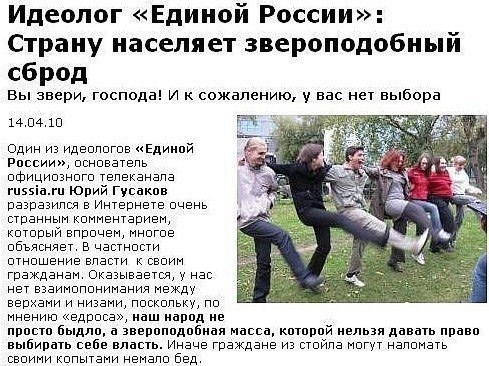 Идеолог «Единой России»:
Страну населяет звероподобный
сброд
Вы звери, господа! И к сожалению, у вас нет выбора
14.04.10
Один из идеологов «Единой
России», основатель
официозного телеканала
russia.ru Юрий Гусаков
разразился в Интернете очень
странным комментарием,
который впрочем, многое
объясняет. В частности
отношение власти к своим
гражданам. Оказывается, у нас
нет взаимопонимания между
верхами и низами, поскольку, по
мнению «едроса», наш народ не
просто быдло, а звероподобная масса, которой нельзя давать право
выбирать себе власть. Иначе граждане из стойла могут наломать
своими копытами немало бед.